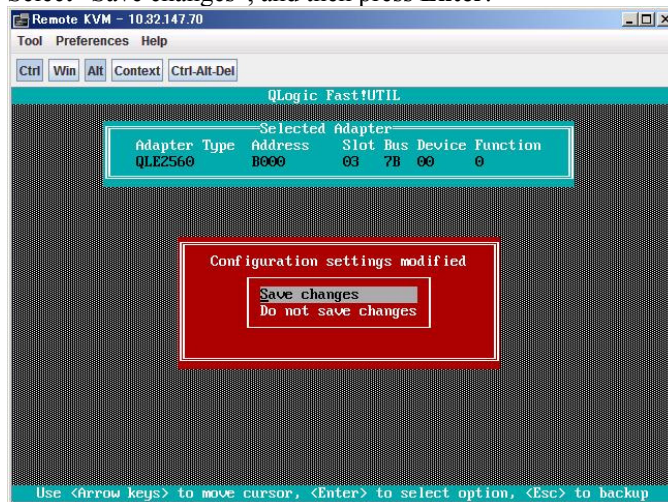 Select "Save changes", and then press Enter.
Remote KVM - 10.32.147.70
Tool Preferences Help
Ctrl Win Alt Context Ctrl-Alt-Del
QLogic Fast!UTIL
Selected Adapter
Adapter Type Address Slot Bus Device Function
QLE2560 B000 03 7B 00 0
Configuration settings modified
Save changes
Do not save changes
Use <Arrow keys> to move cursor, <Enter> to select option, <Esc> to backup